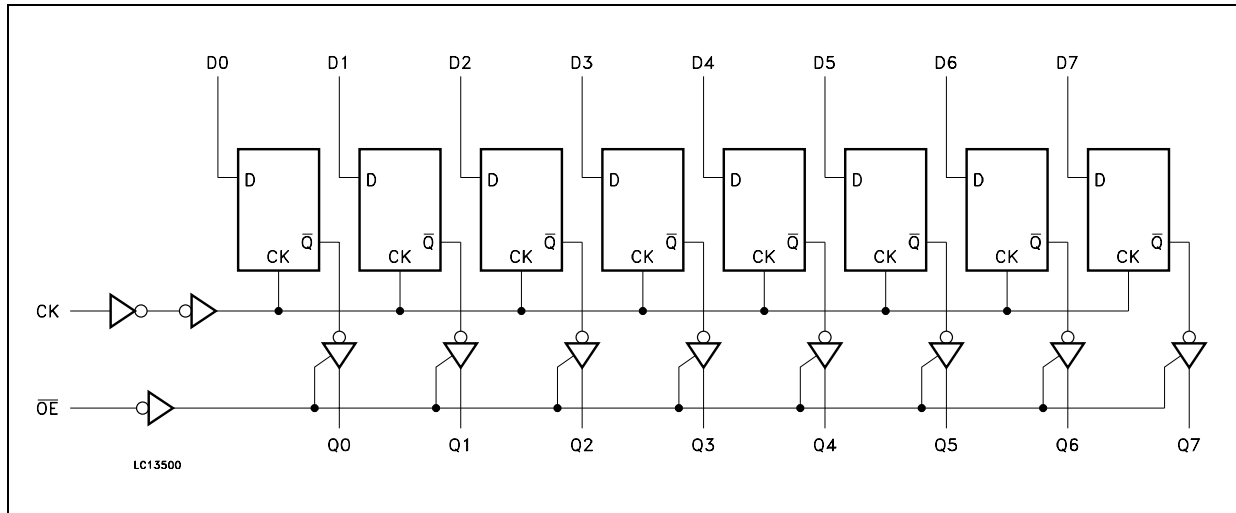 D0 D1 D2 D3 D4 D5 D6 D7
D D D D D D D D
Q̅ Q̅ Q̅ Q̅ Q̅ Q̅ Q̅ Q̅
CK CK CK CK CK CK CK CK
CK
O̅E̅
Q0 Q1 Q2 Q3 Q4 Q5 Q6 Q7
LC13500